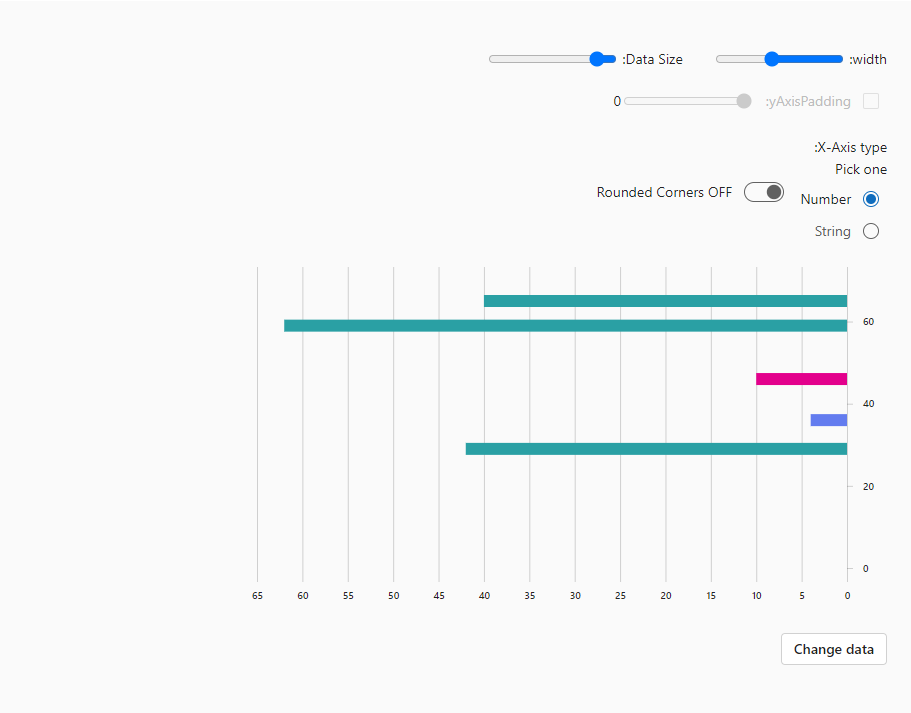 :width
:Data Size
:yAxisPadding
0
:X-Axis type
Pick one
Number
Rounded Corners OFF
String
60
40
20
0
65 60 55 50 45 40 35 30 25 20 15 10 5 0
Change data